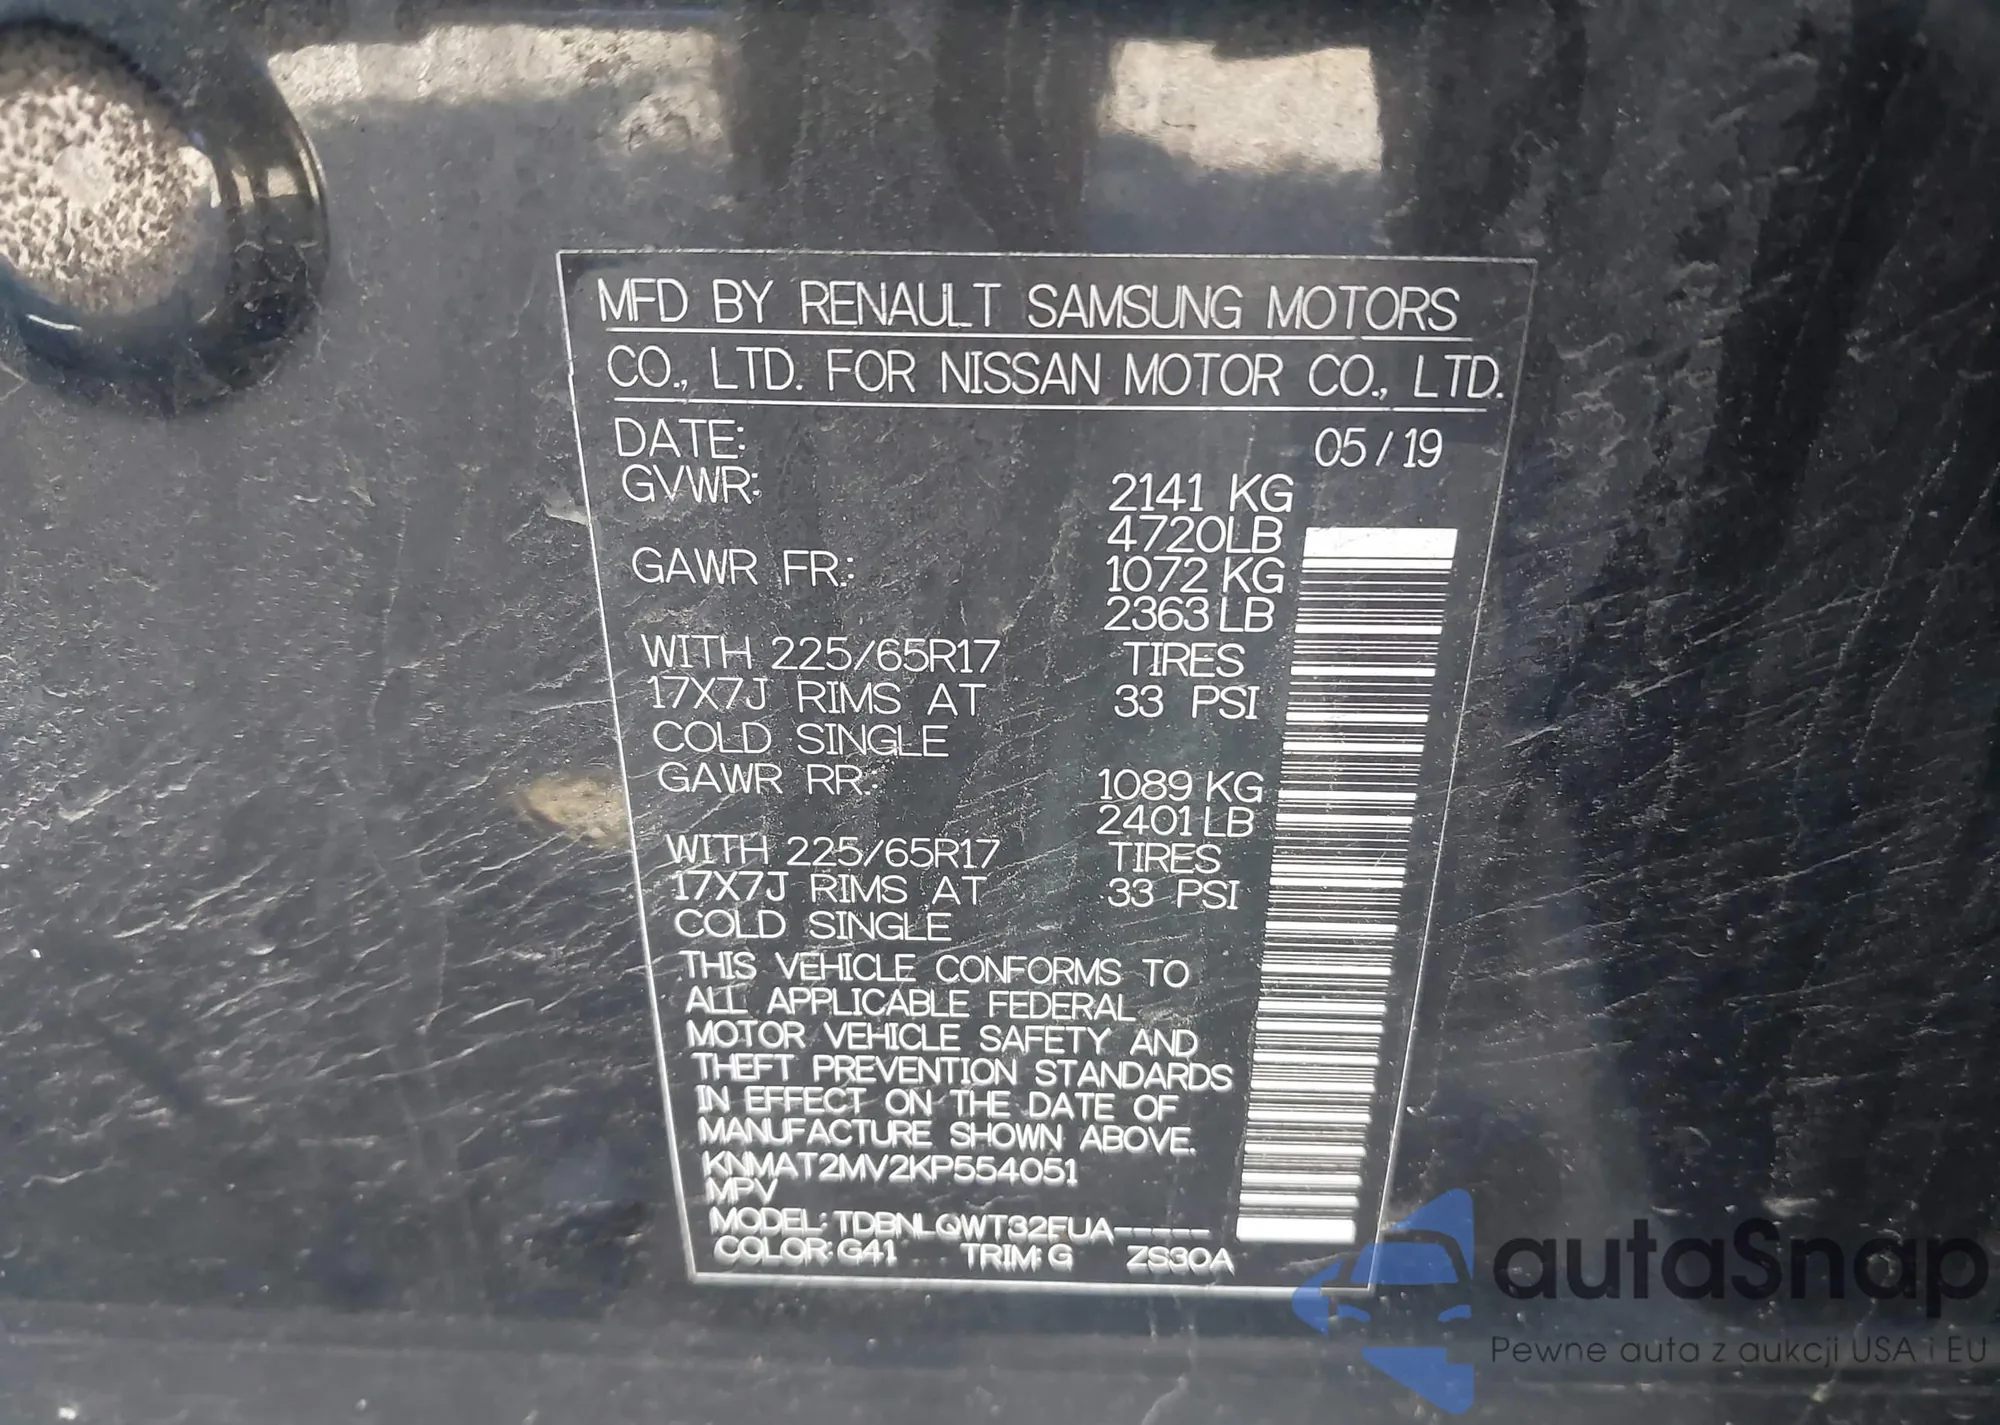 MFD BY RENAULT SAMSUNG MOTORS
CO., LTD. FOR NISSAN MOTOR CO., LTD.
DATE: 05 / 19
GVWR: 2141 KG
4720LB
GAWR FR.: 1072 KG
2363 LB
WITH 225/65R17 TIRES
17X7J RIMS AT 33 PSI
COLD SINGLE
GAWR RR.: 1089 KG
2401 LB
WITH 225/65R17 TIRES
17X7J RIMS AT 33 PSI
COLD SINGLE
THIS VEHICLE CONFORMS TO
ALL APPLICABLE FEDERAL
MOTOR VEHICLE SAFETY AND
THEFT PREVENTION STANDARDS
IN EFFECT ON THE DATE OF
MANUFACTURE SHOWN ABOVE.
KNMAT2MV2KP554051
MPV
MODEL: TDBNLQWT32EUA-----
COLOR: G41 TRIM: G ZS30A
autaSnap
Pewne auta z aukcji USA i EU